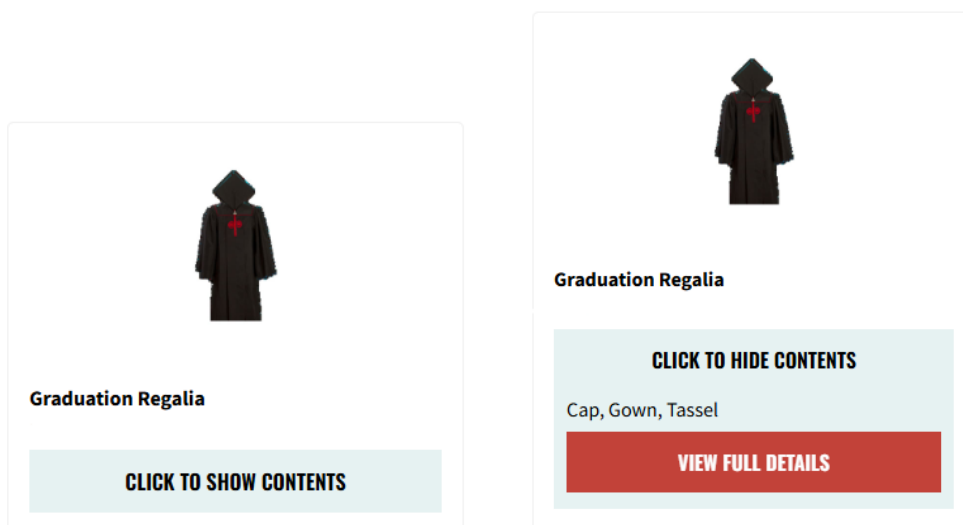 Graduation Regalia
CLICK TO SHOW CONTENTS
Graduation Regalia
CLICK TO HIDE CONTENTS
Cap, Gown, Tassel
VIEW FULL DETAILS